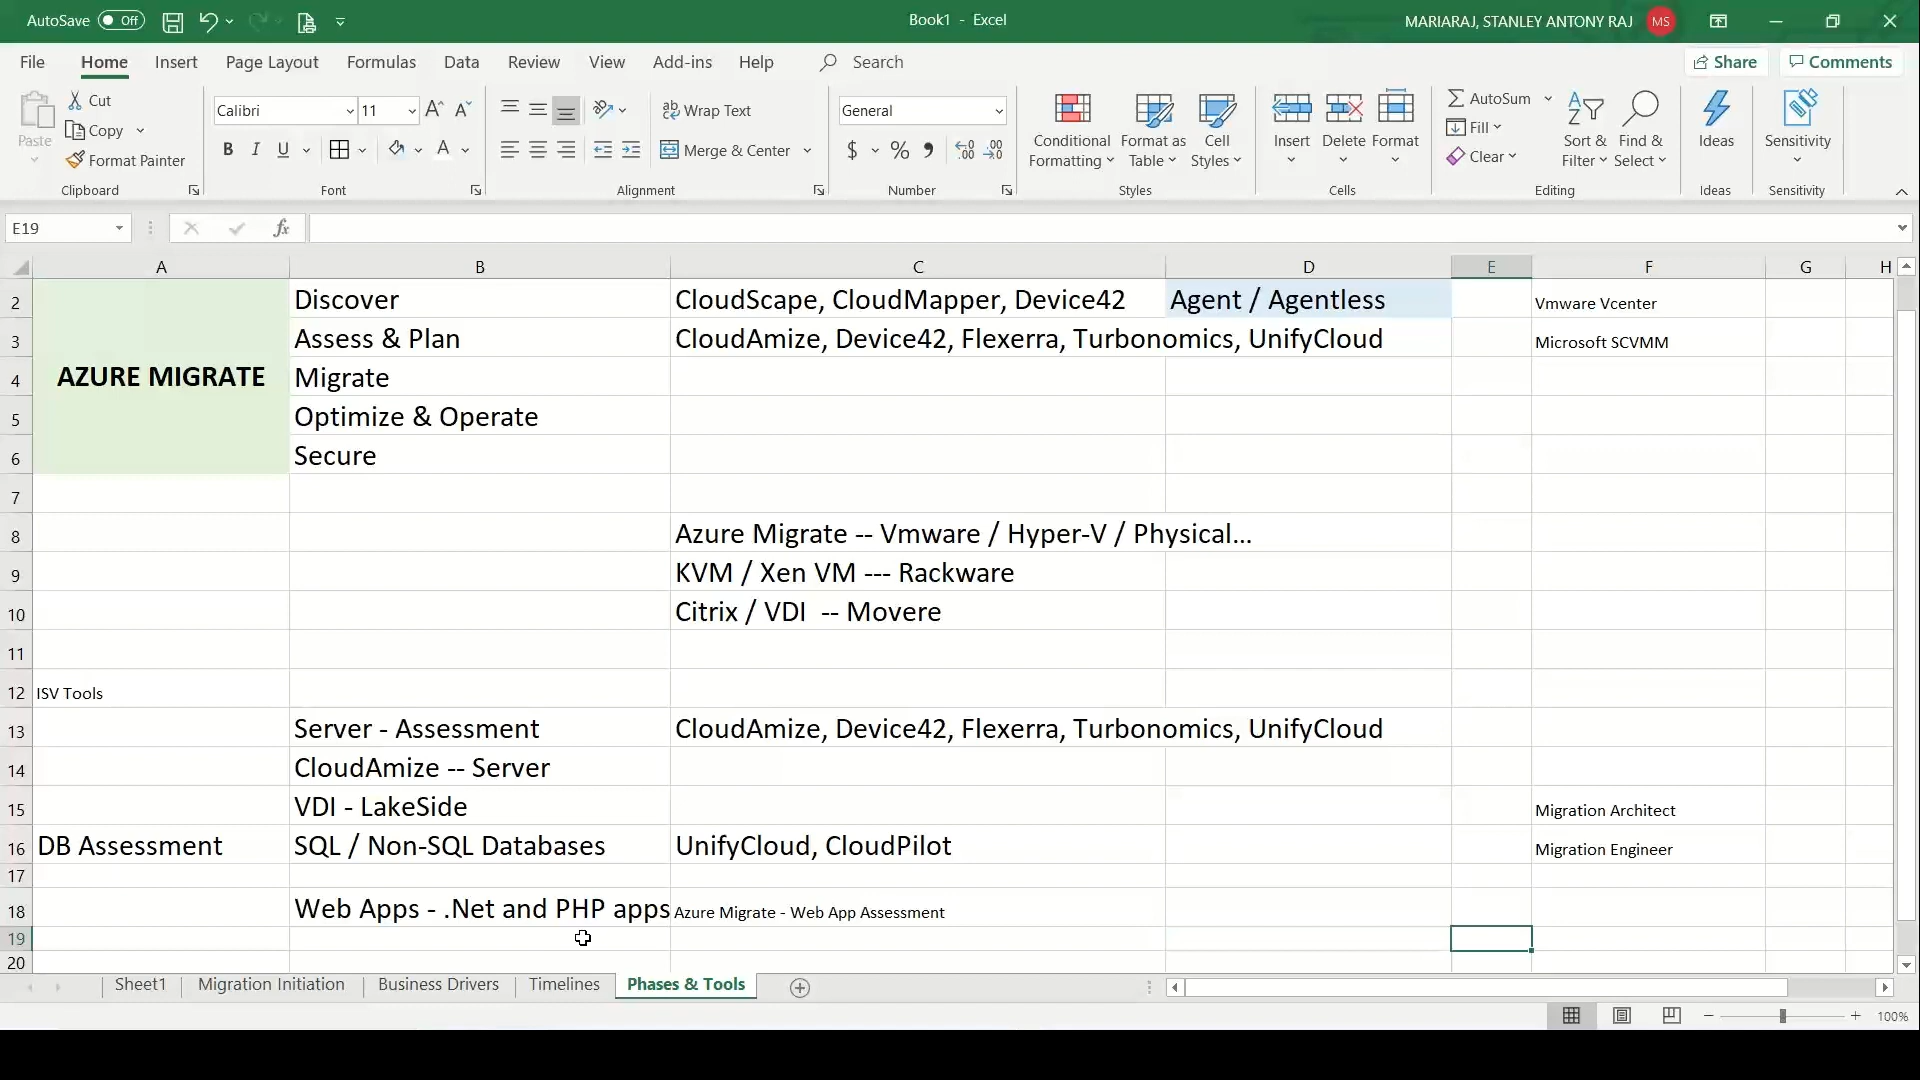 AutoSave Off Book1 - Excel MARIARAJ, STANLEY ANTONY RAJ MS
File Home Insert Page Layout Formulas Data Review View Add-ins Help Search Share Comments
Paste Cut Copy Format Painter Clipboard
Calibri 11 B I U A Font
ab Wrap Text Merge & Center Alignment
General $ % Number
Conditional Formatting Format as Table Cell Styles Styles
Insert Delete Format Cells
AutoSum Fill Clear Sort & Filter Find & Select Editing
Ideas Ideas
Sensitivity Sensitivity
E19 fx
A B C D E F G H
2 Discover CloudScape, CloudMapper, Device42 Agent / Agentless Vmware Vcenter
3 Assess & Plan CloudAmize, Device42, Flexerra, Turbonomics, UnifyCloud Microsoft SCVMM
4 AZURE MIGRATE Migrate
5 Optimize & Operate
6 Secure
7
8 Azure Migrate -- Vmware / Hyper-V / Physical...
9 KVM / Xen VM --- Rackware
10 Citrix / VDI -- Movere
11
12 ISV Tools
13 Server - Assessment CloudAmize, Device42, Flexerra, Turbonomics, UnifyCloud
14 CloudAmize -- Server
15 VDI - LakeSide Migration Architect
16 DB Assessment SQL / Non-SQL Databases UnifyCloud, CloudPilot Migration Engineer
17
18 Web Apps - .Net and PHP apps Azure Migrate - Web App Assessment
19
20
Sheet1 Migration Initiation Business Drivers Timelines Phases & Tools
100%